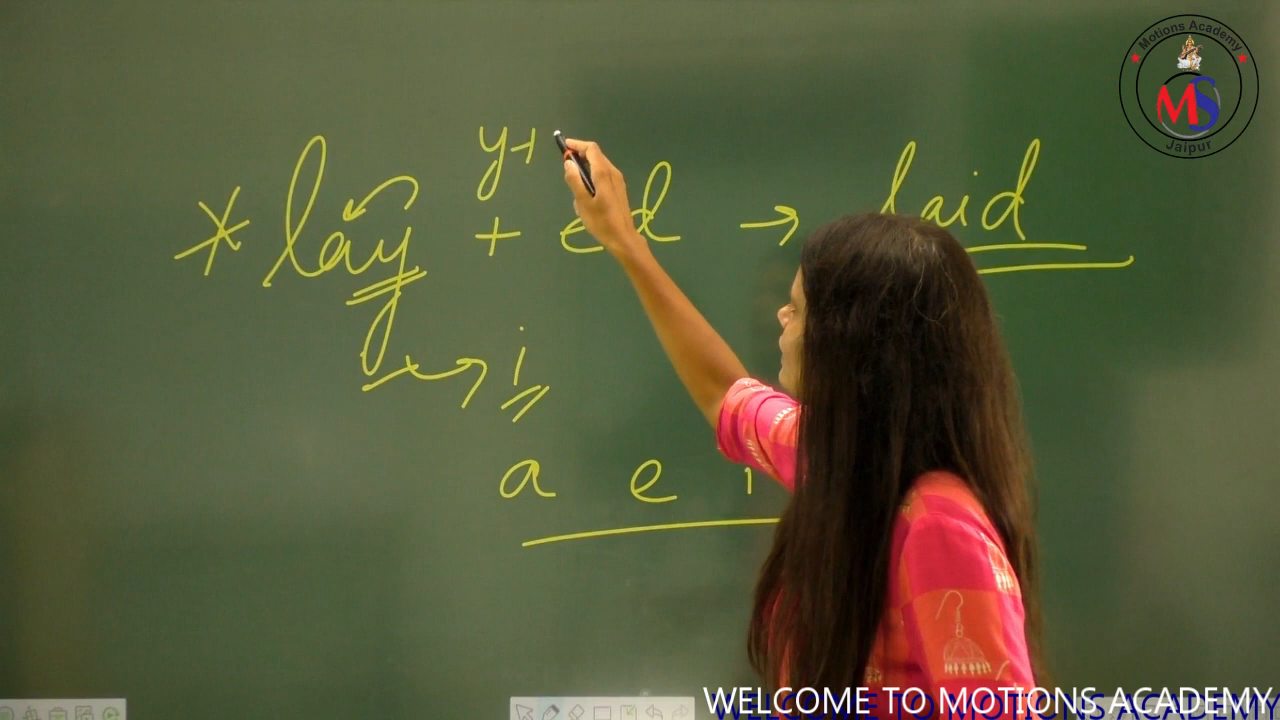 Motions Academy
MS
Jaipur
y+
* lay + ed → laid
→ i
a e i
WELCOME TO MOTIONS ACADEMY